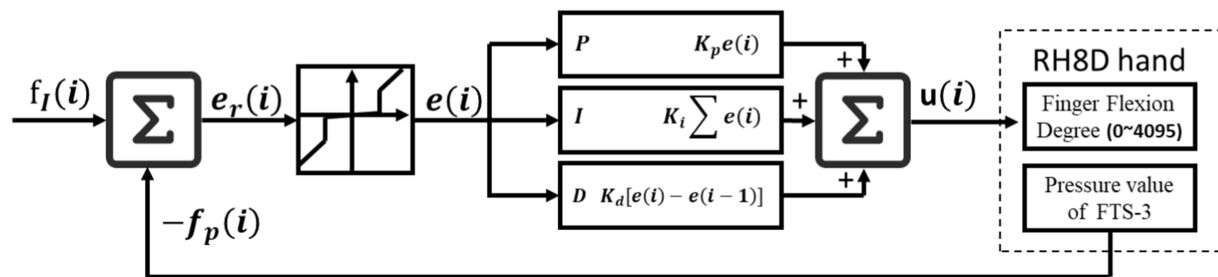 f_I(i)
Σ
e_r(i)
e(i)
P K_p e(i)
I K_i ∑ e(i)
D K_d[e(i) − e(i − 1)]
+
+
+
Σ
u(i)
RH8D hand
Finger Flexion
Degree (0~4095)
Pressure value
of FTS-3
−f_p(i)